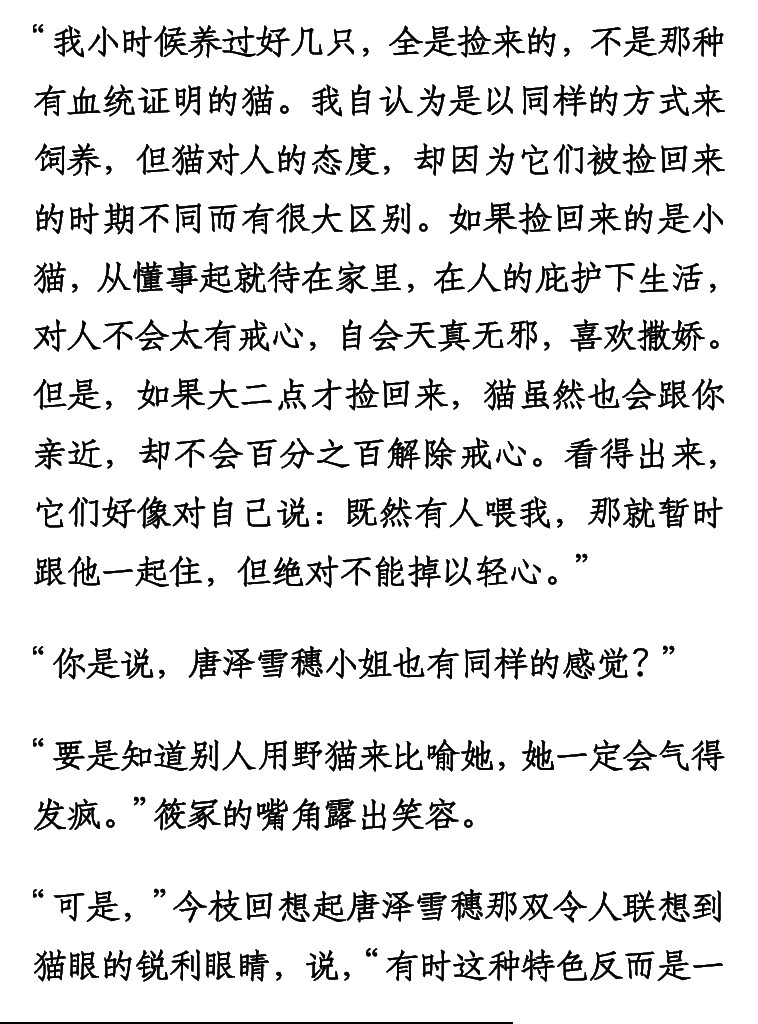 “我小时候养过好几只，全是捡来的，不是那种
有血统证明的猫。我自认为是以同样的方式来
饲养，但猫对人的态度，却因为它们被捡回来
的时期不同而有很大区别。如果捡回来的是小
猫，从懂事起就待在家里，在人的庇护下生活，
对人不会太有戒心，自会天真无邪，喜欢撒娇。
但是，如果大二点才捡回来，猫虽然也会跟你
亲近，却不会百分之百解除戒心。看得出来，
它们好像对自己说：既然有人喂我，那就暂时
跟他一起住，但绝对不能掉以轻心。”
“你是说，唐泽雪穗小姐也有同样的感觉？”
“要是知道别人用野猫来比喻她，她一定会气得
发疯。”筱冢的嘴角露出笑容。
“可是，”今枝回想起唐泽雪穗那双令人联想到
猫眼的锐利眼睛，说，“有时这种特色反而是一